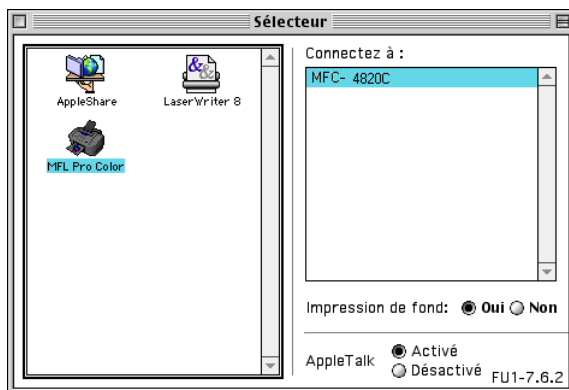 Sélecteur
AppleShare
LaserWriter 8
MFL Pro Color
Connectez à :
MFC- 4820C
Impression de fond: Oui Non
AppleTalk
Activé
Désactivé
FU1-7.6.2